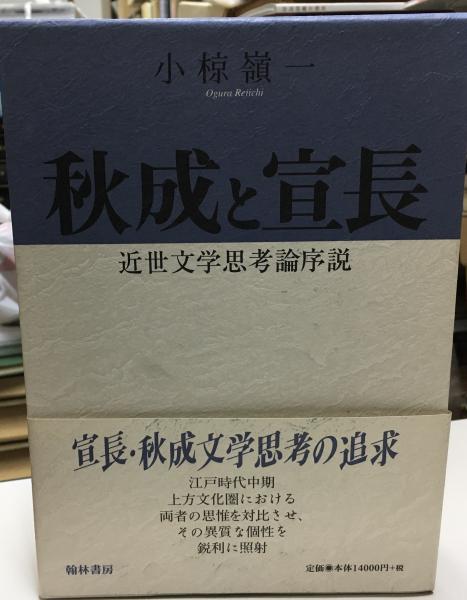 小椋嶺一
Ogura Reiichi
秋成と宣長
近世文学思考論序説
宣長・秋成文学思考の追求
江戸時代中期
上方文化圏における
両者の思惟を対比させ、
その異質な個性を
鋭利に照射
翰林書房
定価◉本体14000円+税